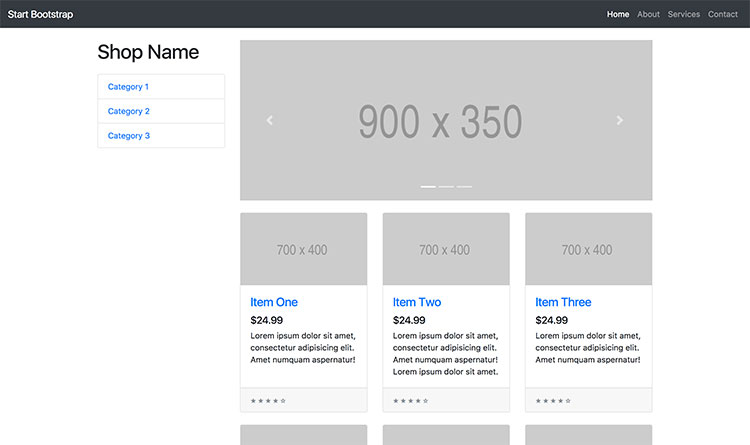 Start Bootstrap
Home About Services Contact
Shop Name
Category 1
Category 2
Category 3
900 x 350
700 x 400
Item One
$24.99
Lorem ipsum dolor sit amet,
consectetur adipisicing elit.
Amet numquam aspernatur!
★ ★ ★ ★ ☆
700 x 400
Item Two
$24.99
Lorem ipsum dolor sit amet,
consectetur adipisicing elit.
Amet numquam aspernatur!
Lorem ipsum dolor sit amet.
★ ★ ★ ★ ☆
700 x 400
Item Three
$24.99
Lorem ipsum dolor sit amet,
consectetur adipisicing elit.
Amet numquam aspernatur!
★ ★ ★ ★ ☆